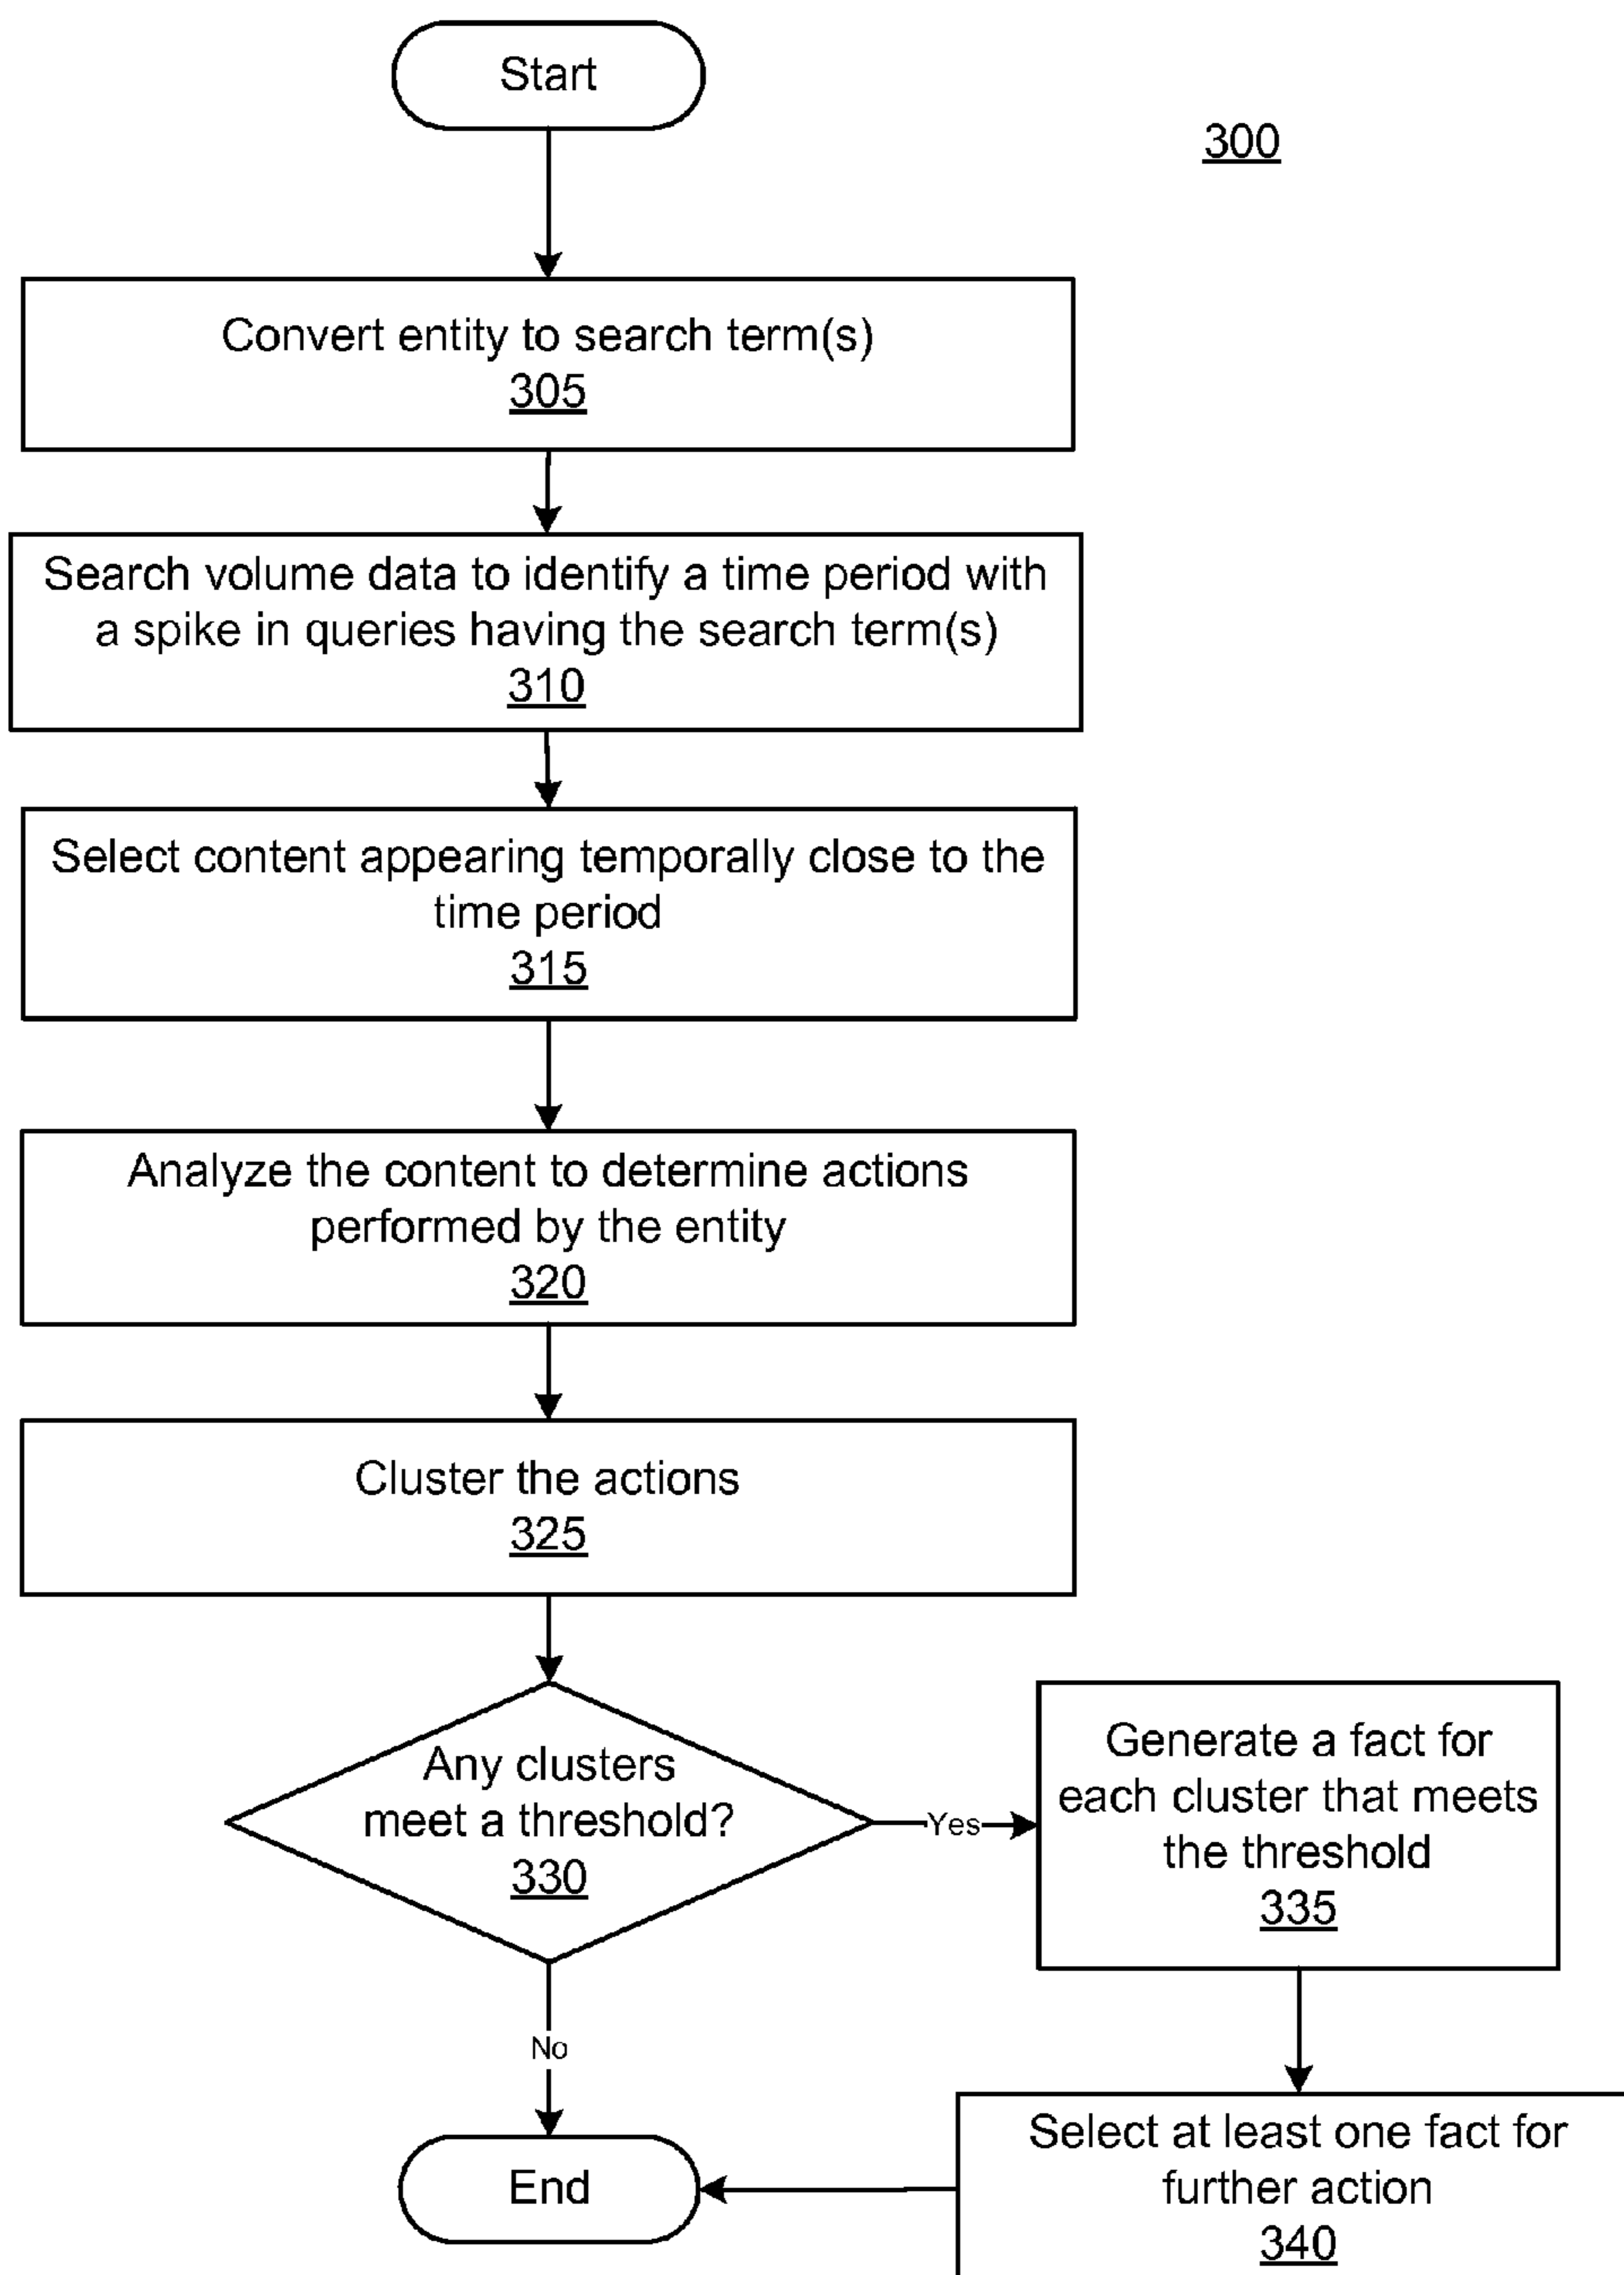 Start
300
Convert entity to search term(s)
305
Search volume data to identify a time period with
a spike in queries having the search term(s)
310
Select content appearing temporally close to the
time period
315
Analyze the content to determine actions
performed by the entity
320
Cluster the actions
325
Any clusters
meet a threshold?
330
Yes
Generate a fact for
each cluster that meets
the threshold
335
No
Select at least one fact for
further action
340
End